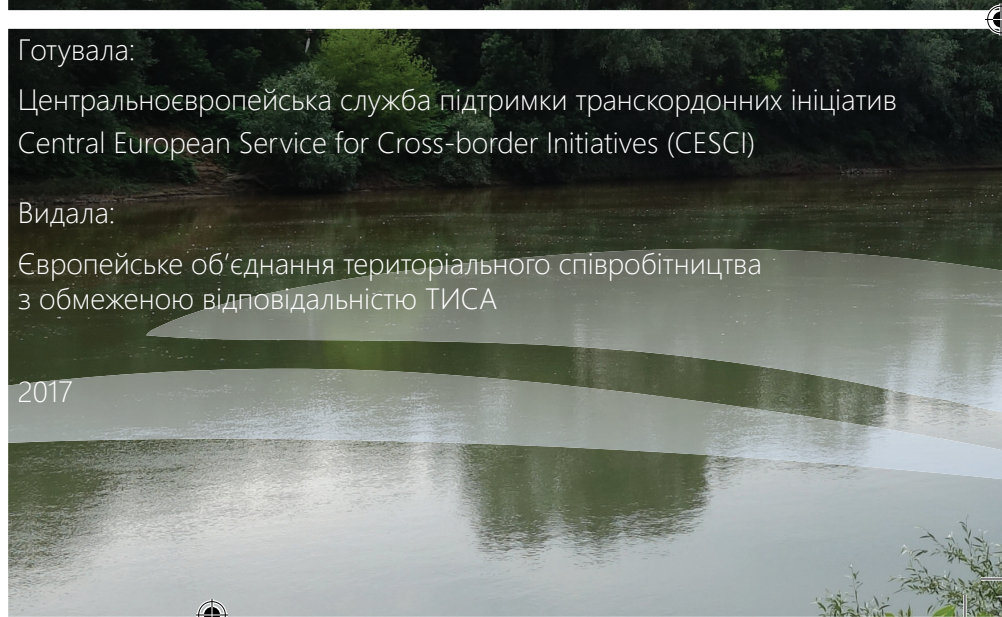 Готувала:
Центральноєвропейська служба підтримки транскордонних ініціатив
Central European Service for Cross-border Initiatives (CESCI)
Видала:
Європейське об’єднання територіального співробітництва
з обмеженою відповідальністю ТИСА
2017